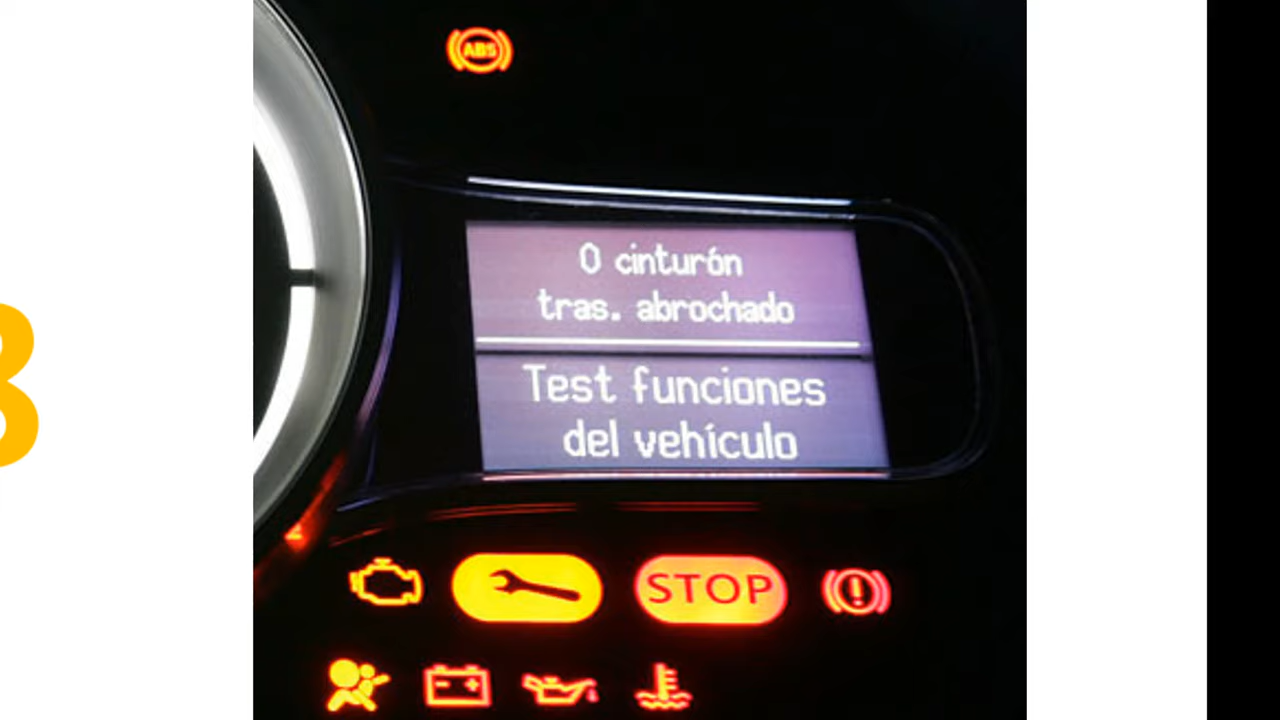 ABS
0 cinturón
tras. abrochado
Test funciones
del vehículo
STOP